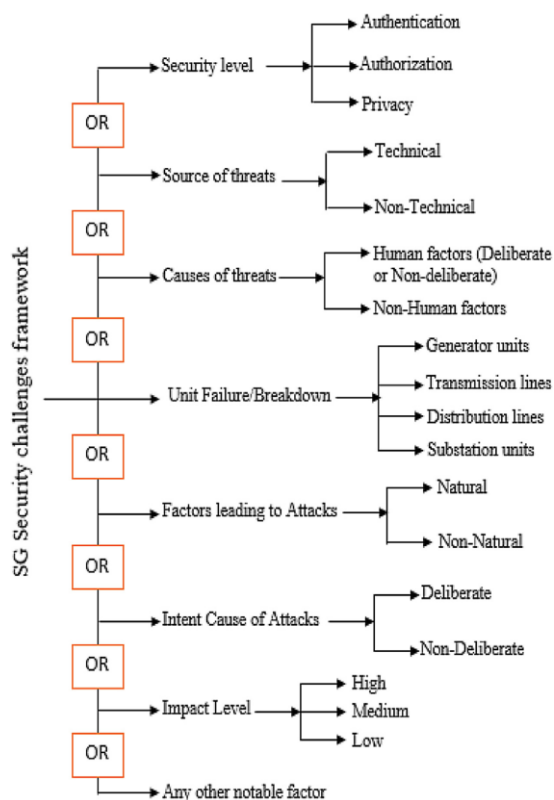 SG Security challenges framework
Security level
Authentication
Authorization
Privacy
OR
Source of threats
Technical
Non-Technical
OR
Causes of threats
Human factors (Deliberate
or Non-deliberate)
Non-Human factors
OR
Unit Failure/Breakdown
Generator units
Transmission lines
Distribution lines
Substation units
OR
Factors leading to Attacks
Natural
Non-Natural
OR
Intent Cause of Attacks
Deliberate
Non-Deliberate
OR
Impact Level
High
Medium
Low
OR
Any other notable factor